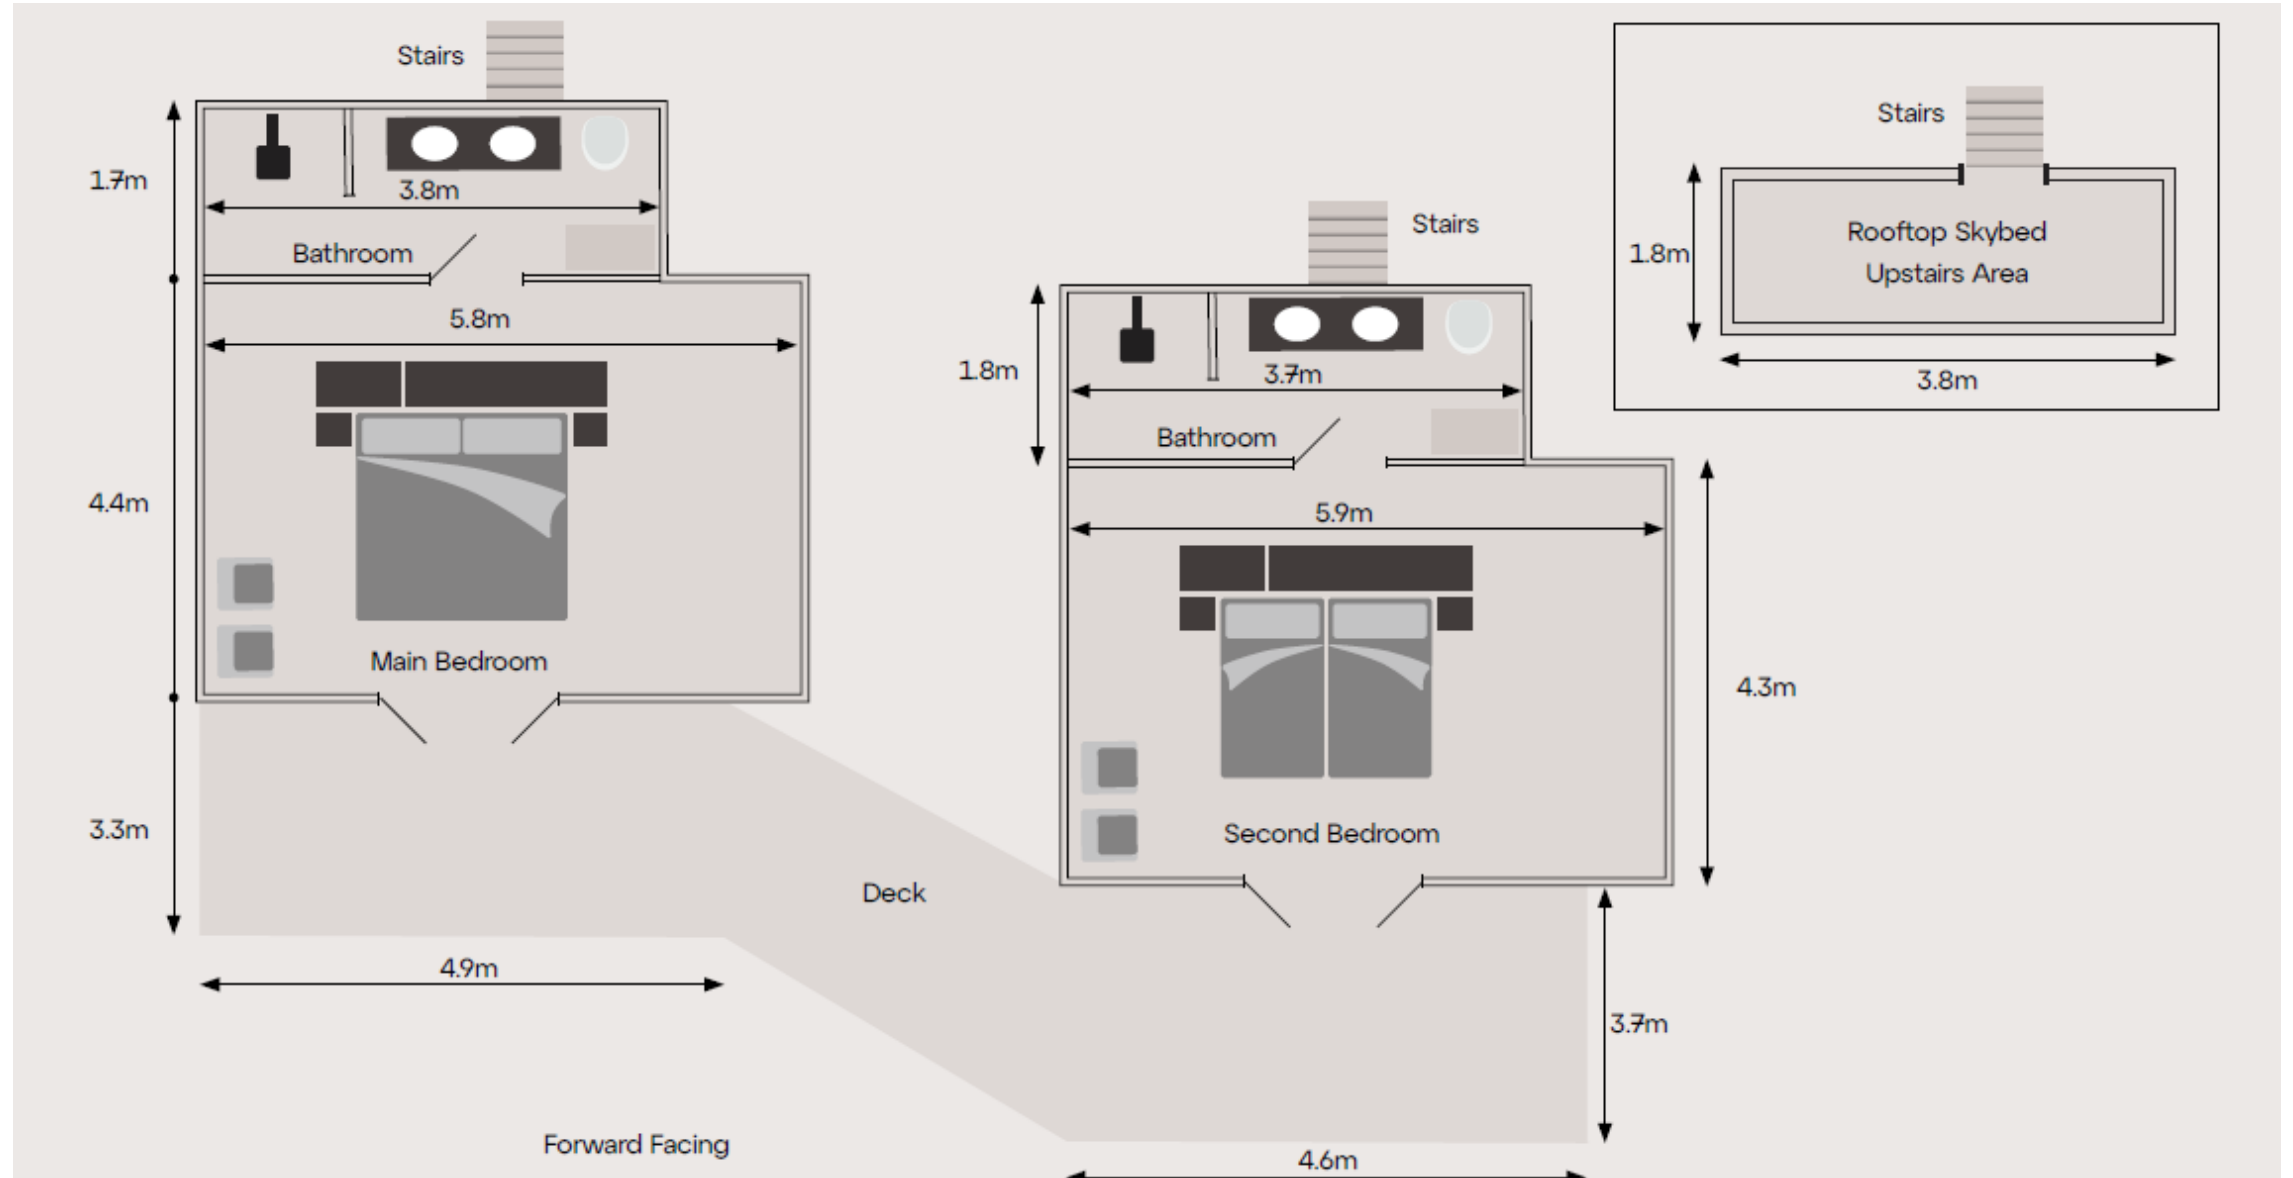 Stairs
1.7m
3.8m
Bathroom
5.8m
4.4m
Main Bedroom
3.3m
4.9m
Deck
Forward Facing
Stairs
1.8m
3.7m
Bathroom
5.9m
4.3m
Second Bedroom
3.7m
4.6m
Stairs
1.8m
Rooftop Skybed
Upstairs Area
3.8m